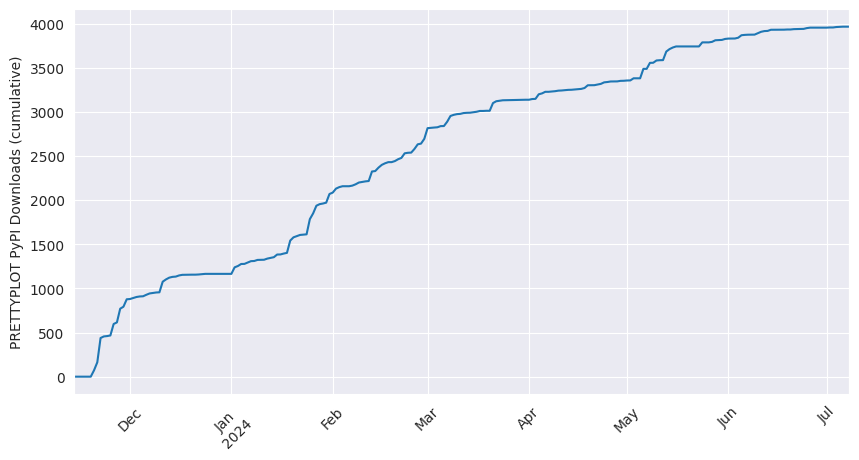 PRETTYPLOT PyPI Downloads (cumulative)
4000
3500
3000
2500
2000
1500
1000
500
0
Dec
Jan
2024
Feb
Mar
Apr
May
Jun
Jul